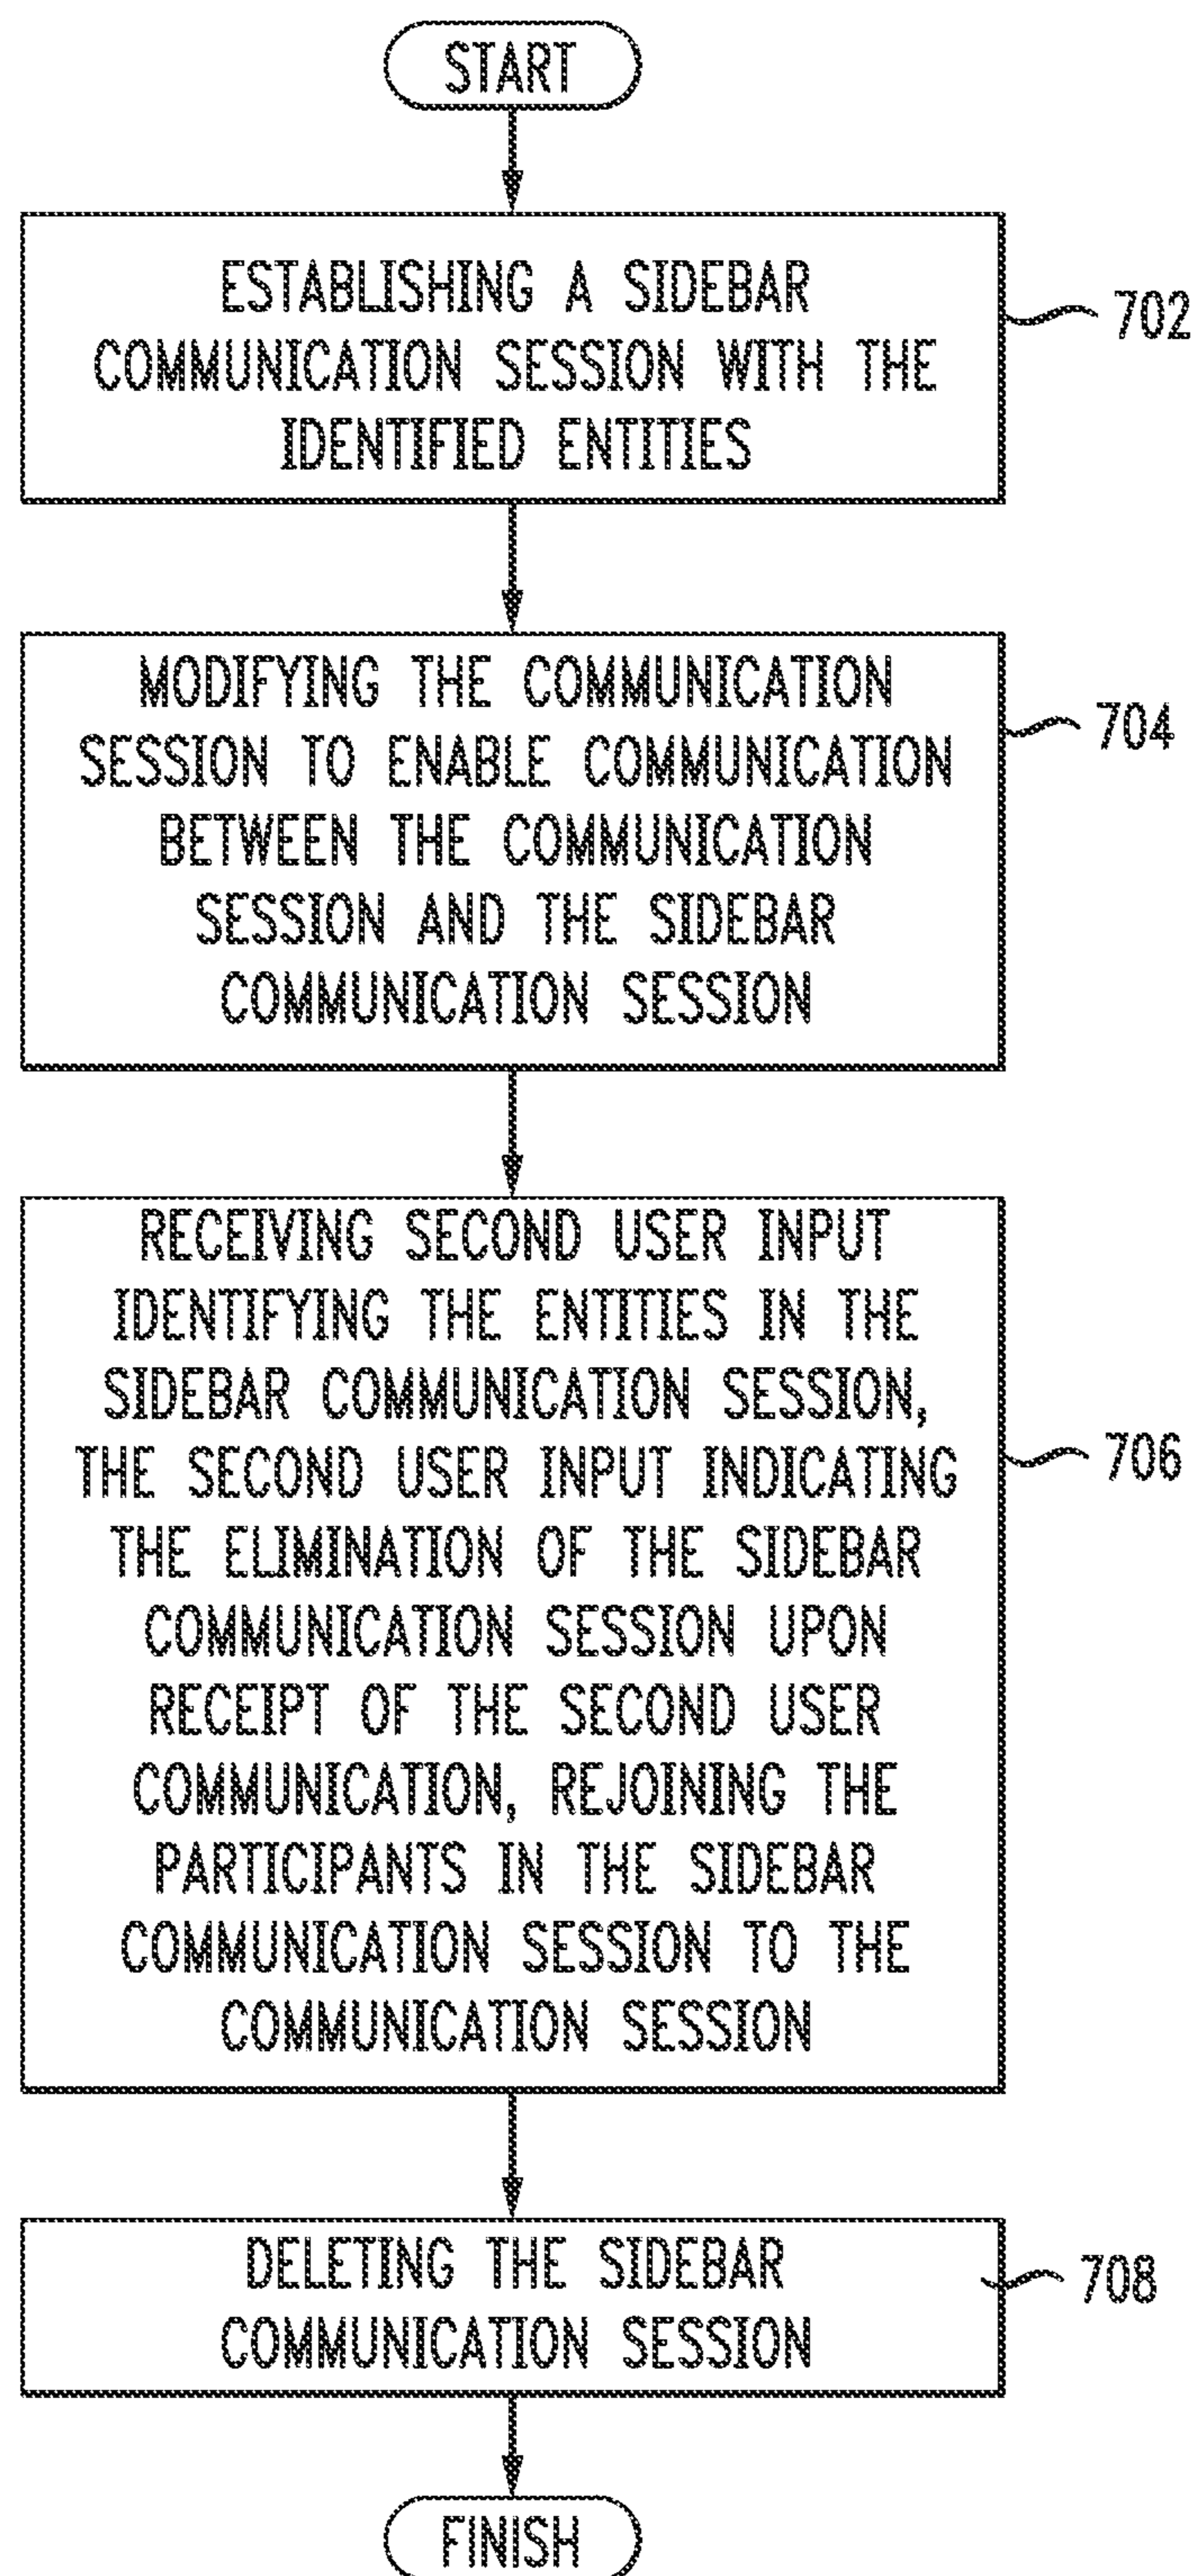 START
ESTABLISHING A SIDEBAR
COMMUNICATION SESSION WITH THE
IDENTIFIED ENTITIES
702
MODIFYING THE COMMUNICATION
SESSION TO ENABLE COMMUNICATION
BETWEEN THE COMMUNICATION
SESSION AND THE SIDEBAR
COMMUNICATION SESSION
704
RECEIVING SECOND USER INPUT
IDENTIFYING THE ENTITIES IN THE
SIDEBAR COMMUNICATION SESSION,
THE SECOND USER INPUT INDICATING
THE ELIMINATION OF THE SIDEBAR
COMMUNICATION SESSION UPON
RECEIPT OF THE SECOND USER
COMMUNICATION, REJOINING THE
PARTICIPANTS IN THE SIDEBAR
COMMUNICATION SESSION TO THE
COMMUNICATION SESSION
706
DELETING THE SIDEBAR
COMMUNICATION SESSION
708
FINISH